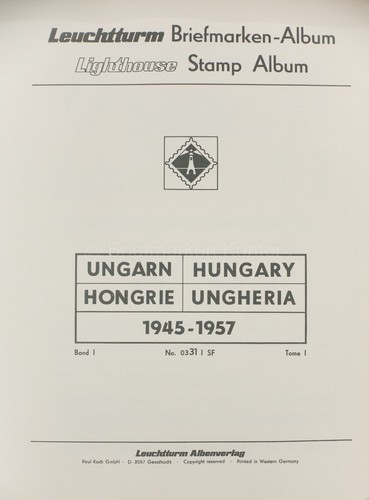 Leuchtturm Briefmarken-Album
Lighthouse Stamp Album
UNGARN HUNGARY
HONGRIE UNGHERIA
1945-1957
Band I No. 0331 I SF Tome I
Leuchtturm Albenverlag
Paul Koch GmbH · D-2057 Geesthacht · Copyright reserved · Printed in Western Germany